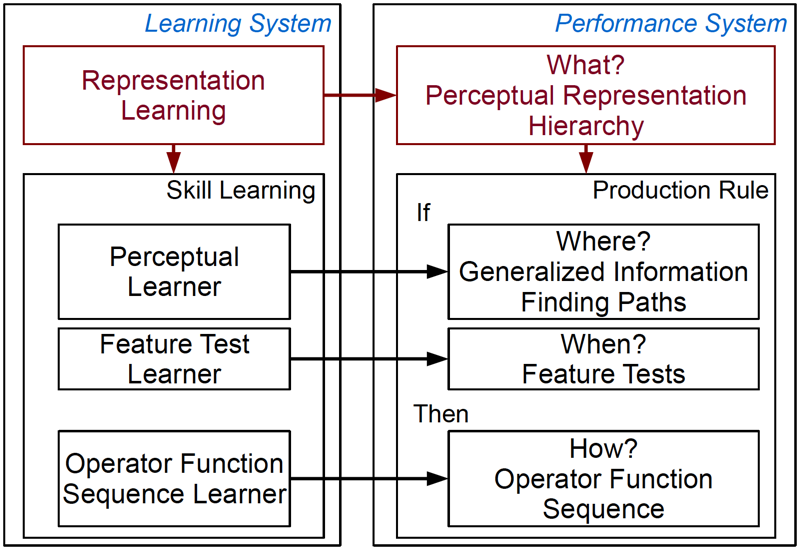 Learning System
Representation
Learning
Skill Learning
Perceptual
Learner
Feature Test
Learner
Operator Function
Sequence Learner
Performance System
What?
Perceptual Representation
Hierarchy
Production Rule
If
Where?
Generalized Information
Finding Paths
When?
Feature Tests
Then
How?
Operator Function
Sequence